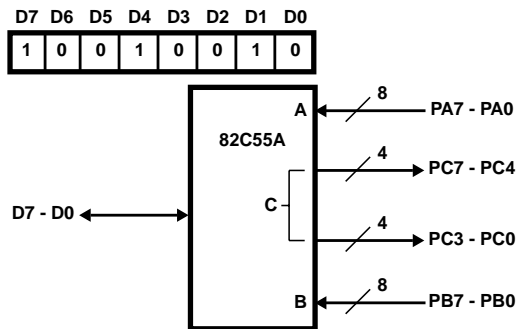 D7 D6 D5 D4 D3 D2 D1 D0
1 0 0 1 0 0 1 0
A 8 PA7 - PA0
82C55A
4 PC7 - PC4
C
D7 - D0
4 PC3 - PC0
B 8 PB7 - PB0